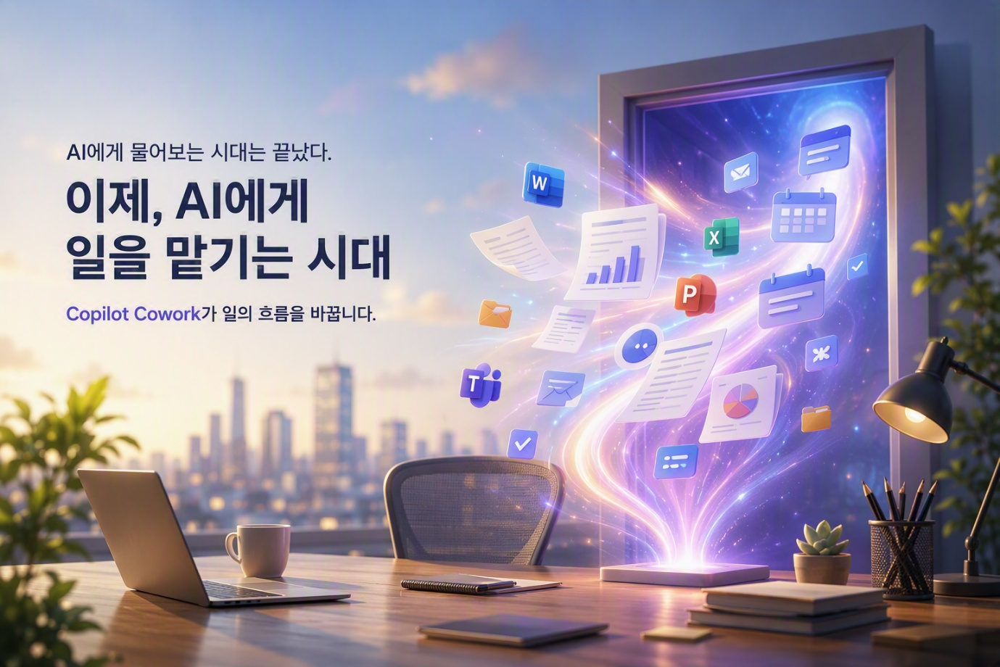 AI에게 물어보는 시대는 끝났다.
이제, AI에게
일을 맡기는 시대
Copilot Cowork가 일의 흐름을 바꿉니다.
W
X
P
T